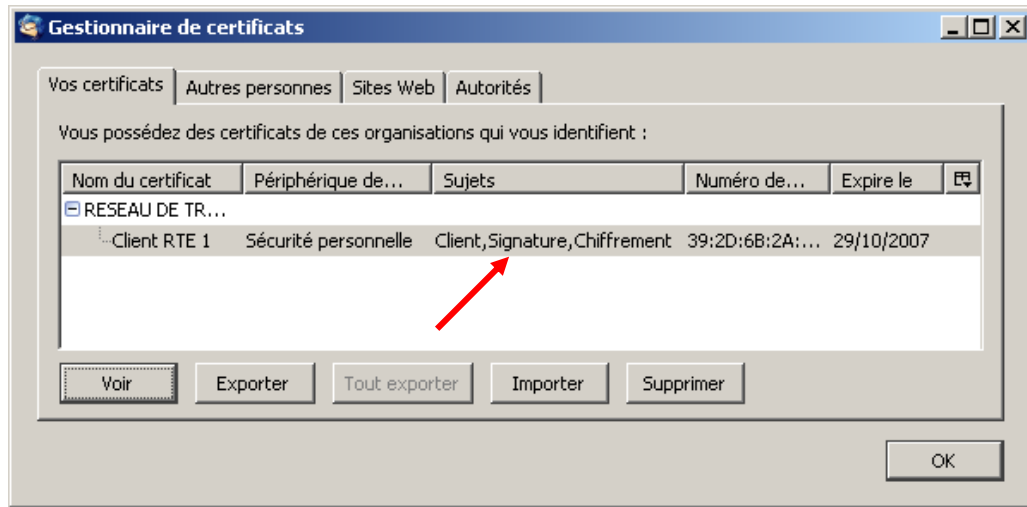 Gestionnaire de certificats
Vos certificats Autres personnes Sites Web Autorités
Vous possédez des certificats de ces organisations qui vous identifient :
Nom du certificat Périphérique de... Sujets Numéro de... Expire le
RESEAU DE TR...
Client RTE 1 Sécurité personnelle Client,Signature,Chiffrement 39:2D:6B:2A:... 29/10/2007
Voir Exporter Tout exporter Importer Supprimer
OK